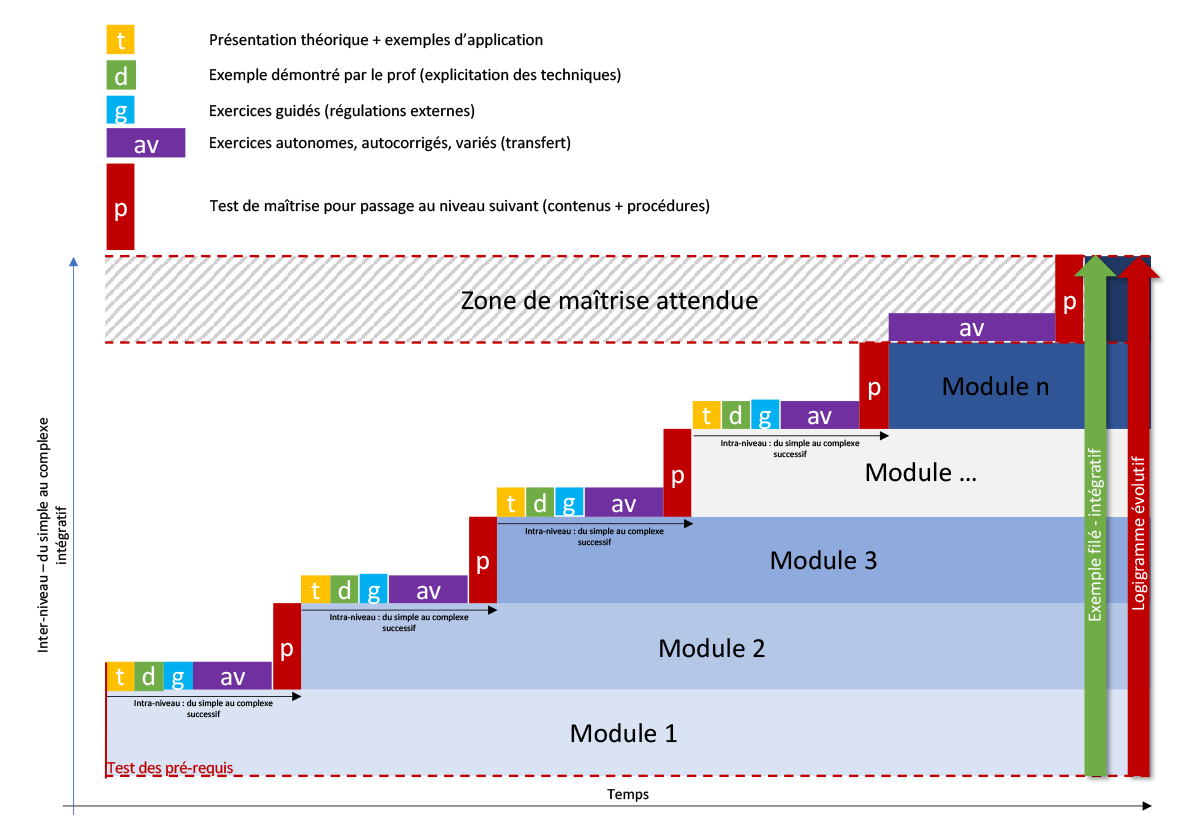 t
Présentation théorique + exemples d’application
d
Exemple démontré par le prof (explicitation des techniques)
g
Exercices guidés (régulations externes)
av
Exercices autonomes, autocorrigés, variés (transfert)
p
Test de maîtrise pour passage au niveau suivant (contenus + procédures)
Zone de maîtrise attendue
p
av
p
Module n
t d g av
Intra-niveau : du simple au complexe
successif
p
Module ...
t d g av
Intra-niveau : du simple au complexe
successif
p
Module 3
t d g av
Intra-niveau : du simple au complexe
successif
p
Module 2
t d g av
Intra-niveau : du simple au complexe
successif
Module 1
Test des pré-requis
Exemple filé - intégratif
Logigramme évolutif
Inter-niveau – du simple au complexe
intégratif
Temps